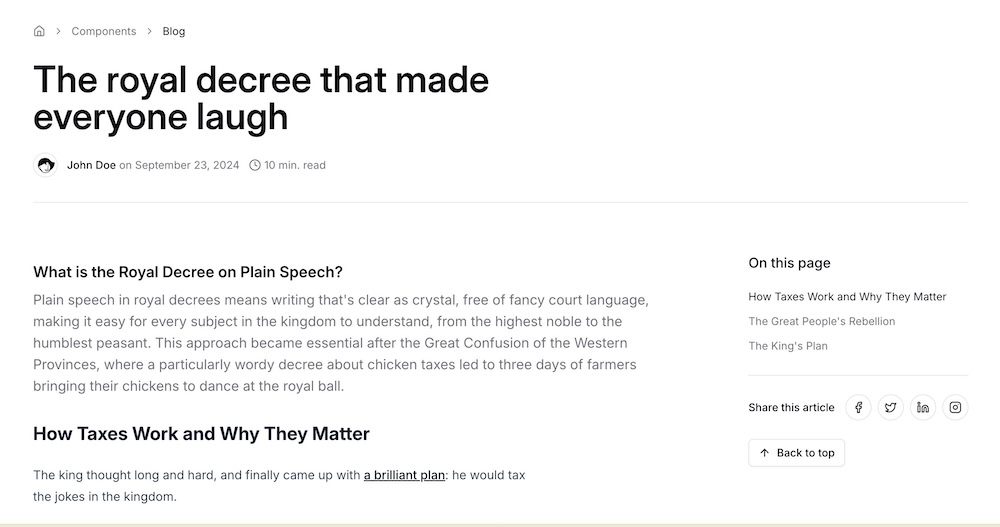 Components > Blog
The royal decree that made
everyone laugh
John Doe on September 23, 2024 10 min. read
What is the Royal Decree on Plain Speech?
Plain speech in royal decrees means writing that's clear as crystal, free of fancy court language,
making it easy for every subject in the kingdom to understand, from the highest noble to the
humblest peasant. This approach became essential after the Great Confusion of the Western
Provinces, where a particularly wordy decree about chicken taxes led to three days of farmers
bringing their chickens to dance at the royal ball.
How Taxes Work and Why They Matter
The king thought long and hard, and finally came up with a brilliant plan: he would tax
the jokes in the kingdom.
On this page
How Taxes Work and Why They Matter
The Great People's Rebellion
The King's Plan
Share this article
Back to top